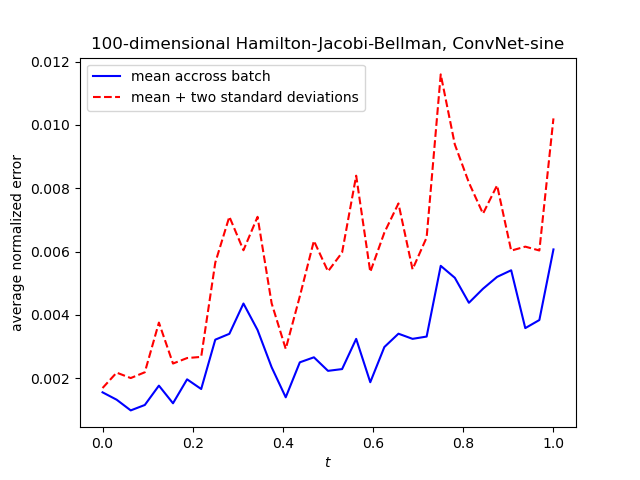 100-dimensional Hamilton-Jacobi-Bellman, ConvNet-sine
mean accross batch
mean + two standard deviations
average normalized error
0.012
0.010
0.008
0.006
0.004
0.002
0.0 0.2 0.4 0.6 0.8 1.0
t